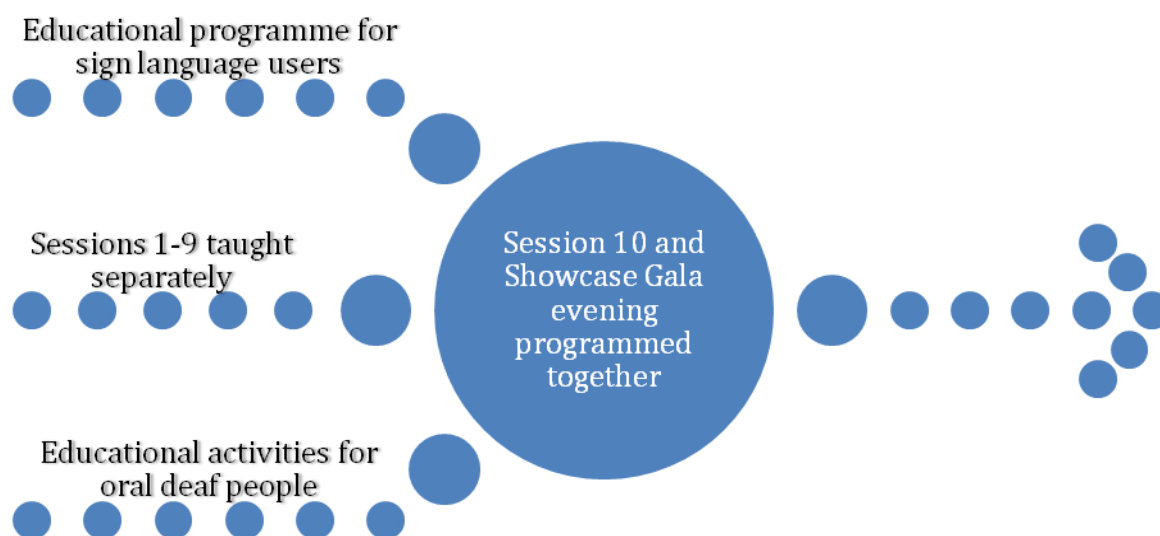 Educational programme for
sign language users
Sessions 1-9 taught
separately
Session 10 and
Showcase Gala
evening
programmed
together
Educational activities for
oral deaf people